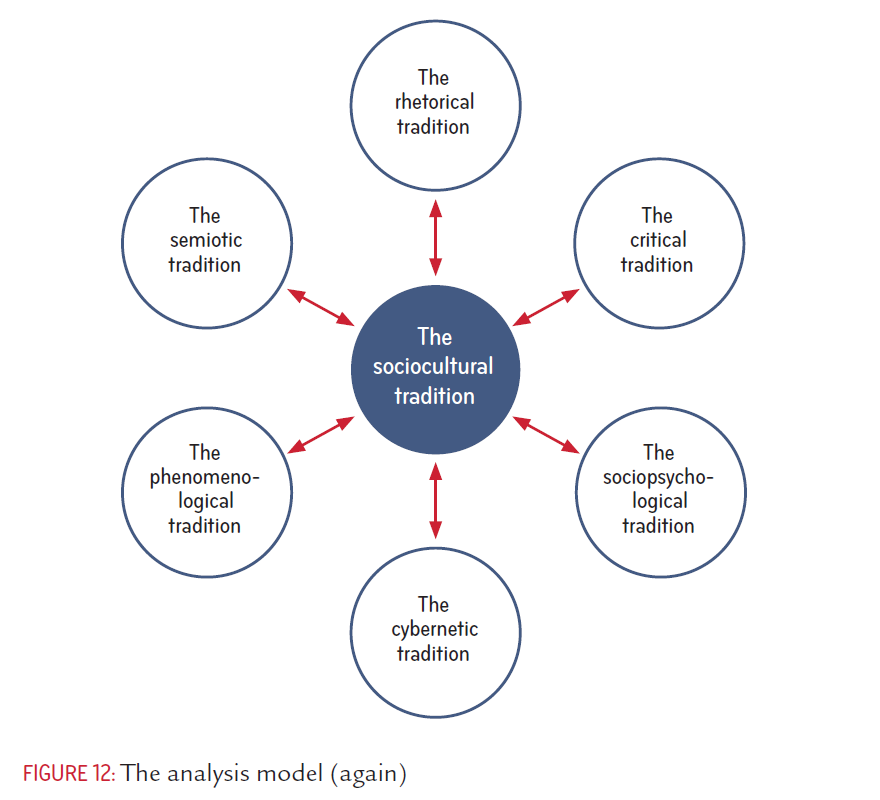 The
rhetorical
tradition
The
semiotic
tradition
The
critical
tradition
The
sociocultural
tradition
The
phenomeno-
logical
tradition
The
sociopsycho-
logical
tradition
The
cybernetic
tradition
FIGURE 12: The analysis model (again)